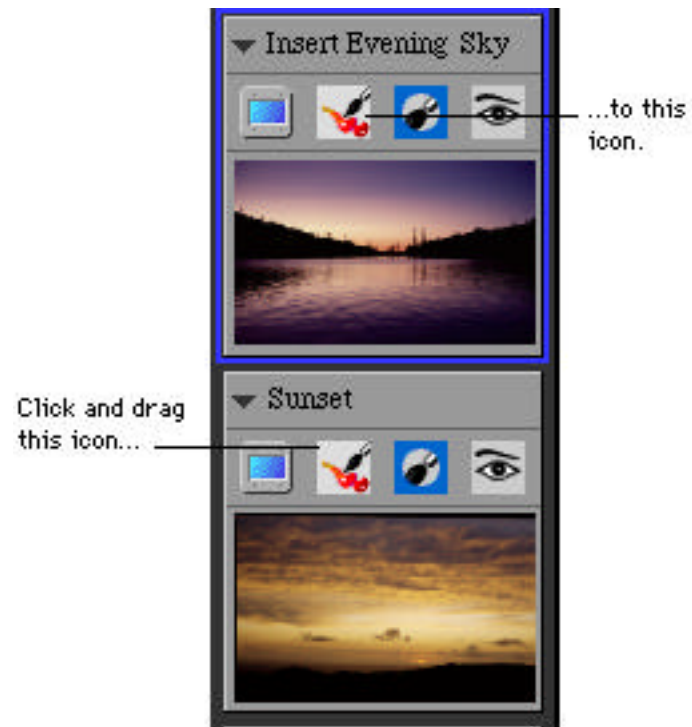 Insert Evening Sky
...to this
icon.
Click and drag
this icon...
Sunset